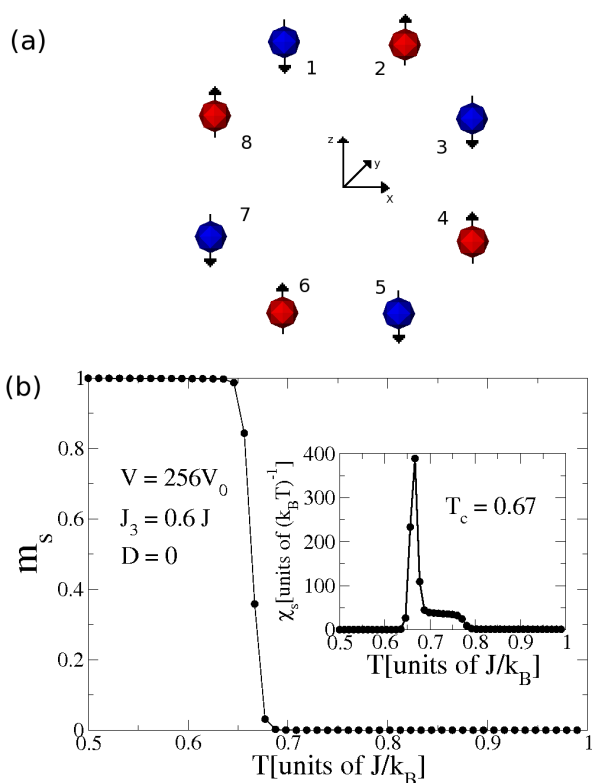 (a)
1
2
3
4
5
6
7
8
z
y
x
(b)
1
0.8
0.6
0.4
0.2
0
m_s
V = 256V_0
J_3 = 0.6 J
D = 0
0.5 0.6 0.7 0.8 0.9 1
T[units of J/k_B]
400
300
200
100
50
0
χ_s[units of (k_BT)^-1]
T_c = 0.67
0.5 0.6 0.7 0.8 0.9 1
T[units of J/k_B]